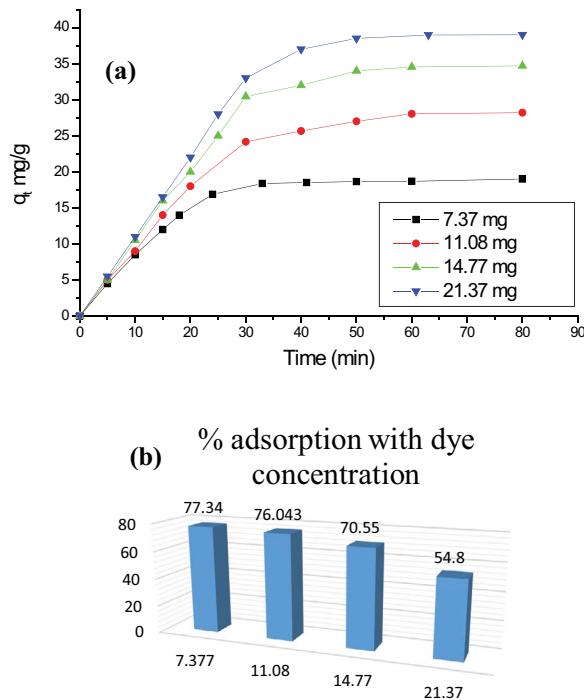 (a)
40
35
30
25
20
15
10
5
0
qt mg/g
0 10 20 30 40 50 60 70 80 90
Time (min)
7.37 mg
11.08 mg
14.77 mg
21.37 mg
(b)
% adsorption with dye
concentration
77.34 76.043 70.55 54.8
80
60
40
20
0
7.377 11.08 14.77 21.37